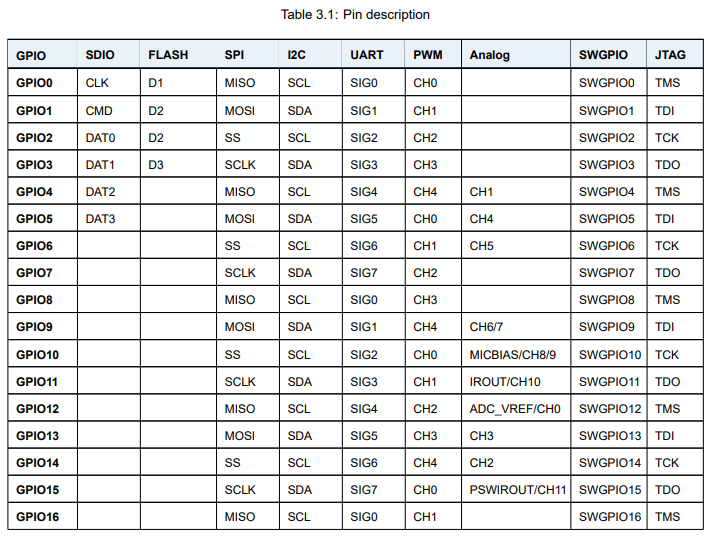 Table 3.1: Pin description
GPIO SDIO FLASH SPI I2C UART PWM Analog SWGPIO JTAG
GPIO0 CLK D1 MISO SCL SIG0 CH0 SWGPIO0 TMS
GPIO1 CMD D2 MOSI SDA SIG1 CH1 SWGPIO1 TDI
GPIO2 DAT0 D2 SS SCL SIG2 CH2 SWGPIO2 TCK
GPIO3 DAT1 D3 SCLK SDA SIG3 CH3 SWGPIO3 TDO
GPIO4 DAT2 MISO SCL SIG4 CH4 CH1 SWGPIO4 TMS
GPIO5 DAT3 MOSI SDA SIG5 CH0 CH4 SWGPIO5 TDI
GPIO6 SS SCL SIG6 CH1 CH5 SWGPIO6 TCK
GPIO7 SCLK SDA SIG7 CH2 SWGPIO7 TDO
GPIO8 MISO SCL SIG0 CH3 SWGPIO8 TMS
GPIO9 MOSI SDA SIG1 CH4 CH6/7 SWGPIO9 TDI
GPIO10 SS SCL SIG2 CH0 MICBIAS/CH8/9 SWGPIO10 TCK
GPIO11 SCLK SDA SIG3 CH1 IROUT/CH10 SWGPIO11 TDO
GPIO12 MISO SCL SIG4 CH2 ADC_VREF/CH0 SWGPIO12 TMS
GPIO13 MOSI SDA SIG5 CH3 CH3 SWGPIO13 TDI
GPIO14 SS SCL SIG6 CH4 CH2 SWGPIO14 TCK
GPIO15 SCLK SDA SIG7 CH0 PSWIROUT/CH11 SWGPIO15 TDO
GPIO16 MISO SCL SIG0 CH1 SWGPIO16 TMS